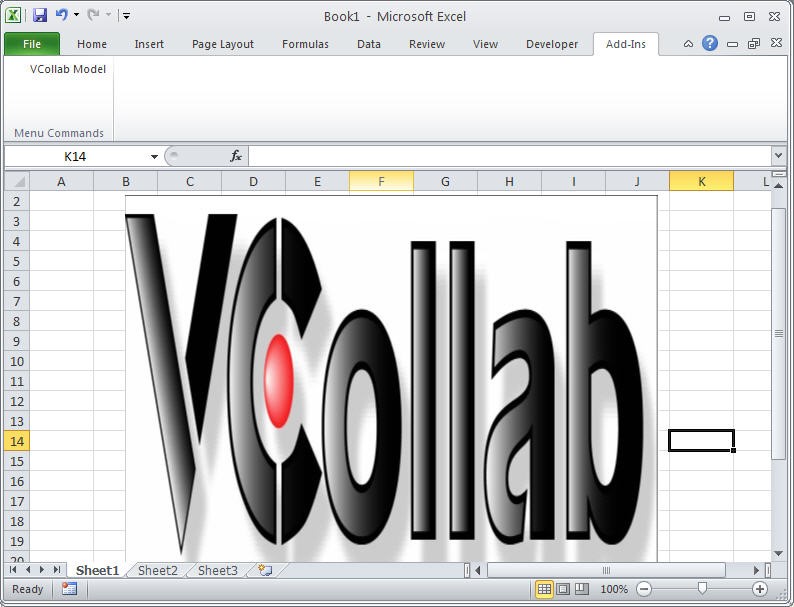 Book1 - Microsoft Excel
File Home Insert Page Layout Formulas Data Review View Developer Add-Ins
VCollab Model
Menu Commands
K14 fx
A B C D E F G H I J K L
2
3
4
5
6
7
8
9
10
11
12
13
14
15
16
17
18
19
20
VCollab
Sheet1 Sheet2 Sheet3
Ready 100%